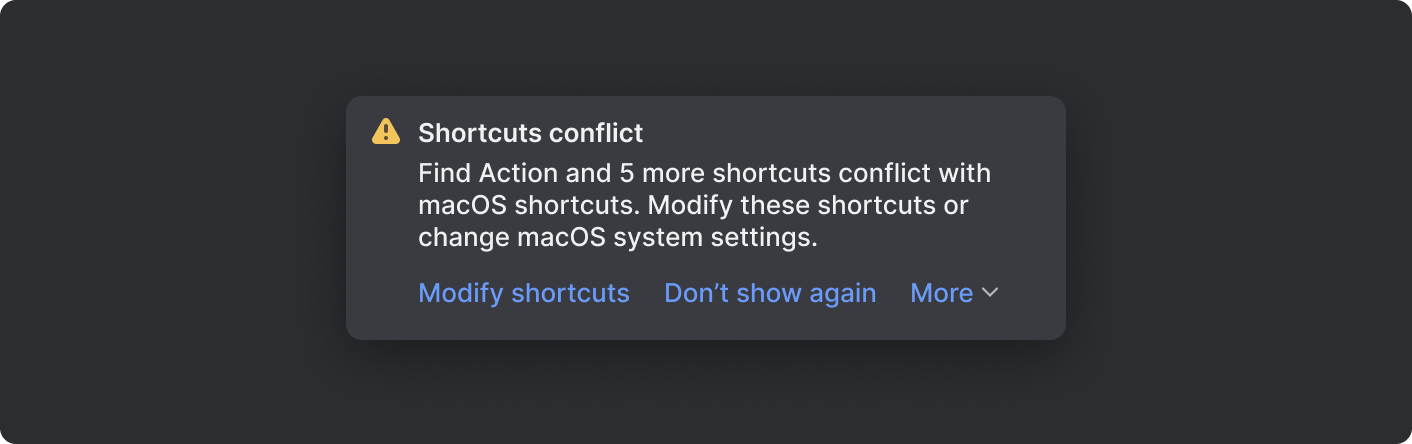 Shortcuts conflict
Find Action and 5 more shortcuts conflict with
macOS shortcuts. Modify these shortcuts or
change macOS system settings.
Modify shortcuts Don’t show again More